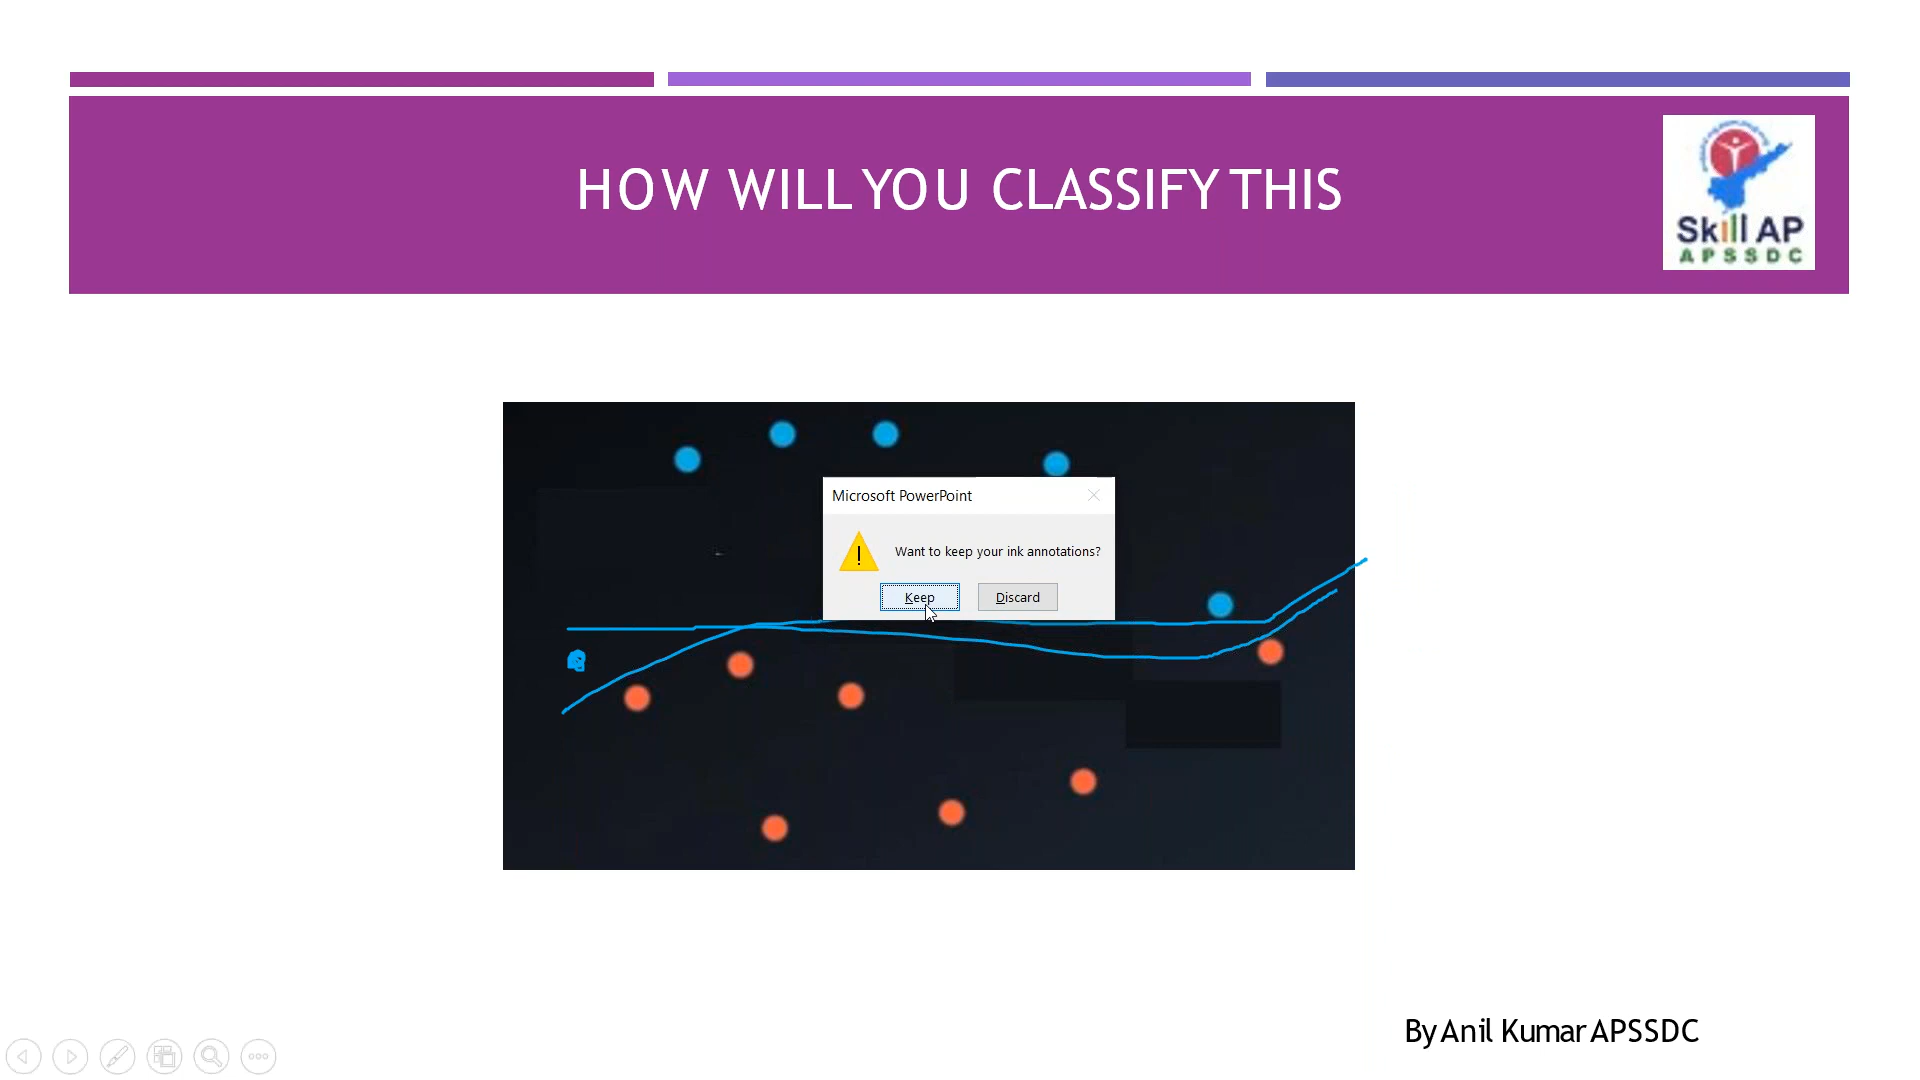 HOW WILL YOU CLASSIFY THIS
Skill AP
APSSDC
Microsoft PowerPoint
Want to keep your ink annotations?
Keep
Discard
By Anil Kumar APSSDC